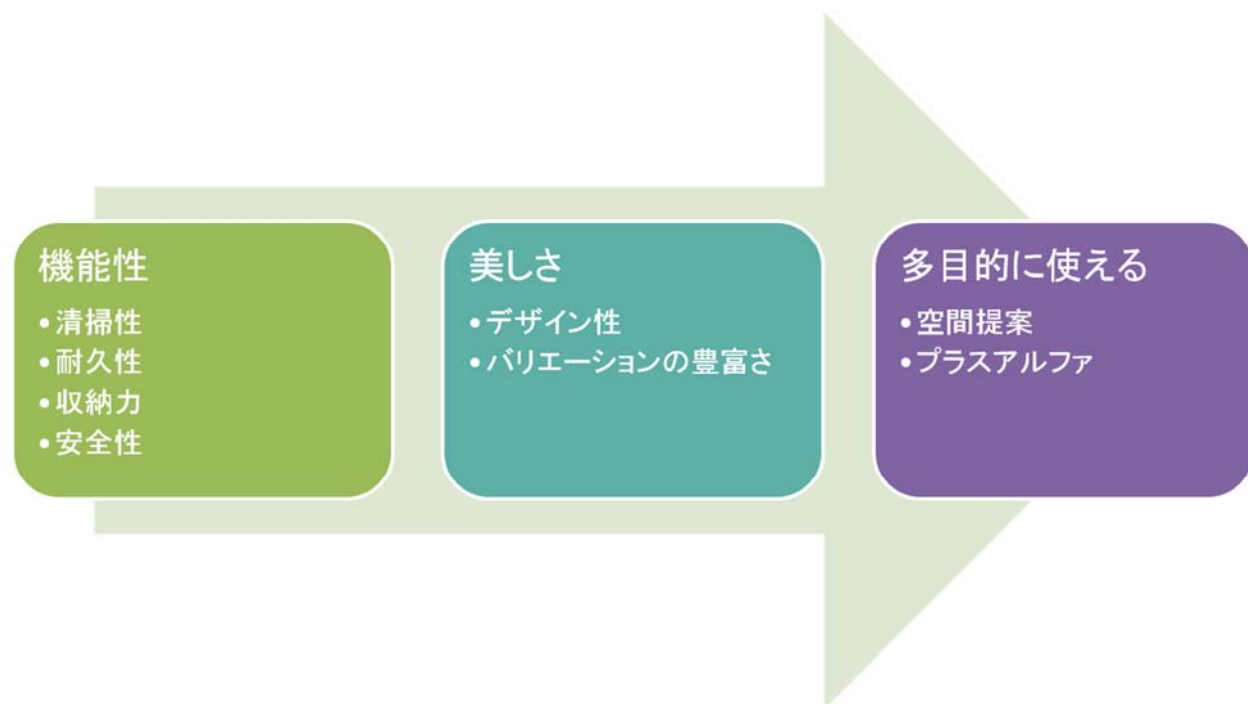 機能性
•清掃性
•耐久性
•収納力
•安全性
美しさ
•デザイン性
•バリエーションの豊富さ
多目的に使える
•空間提案
•プラスアルファ